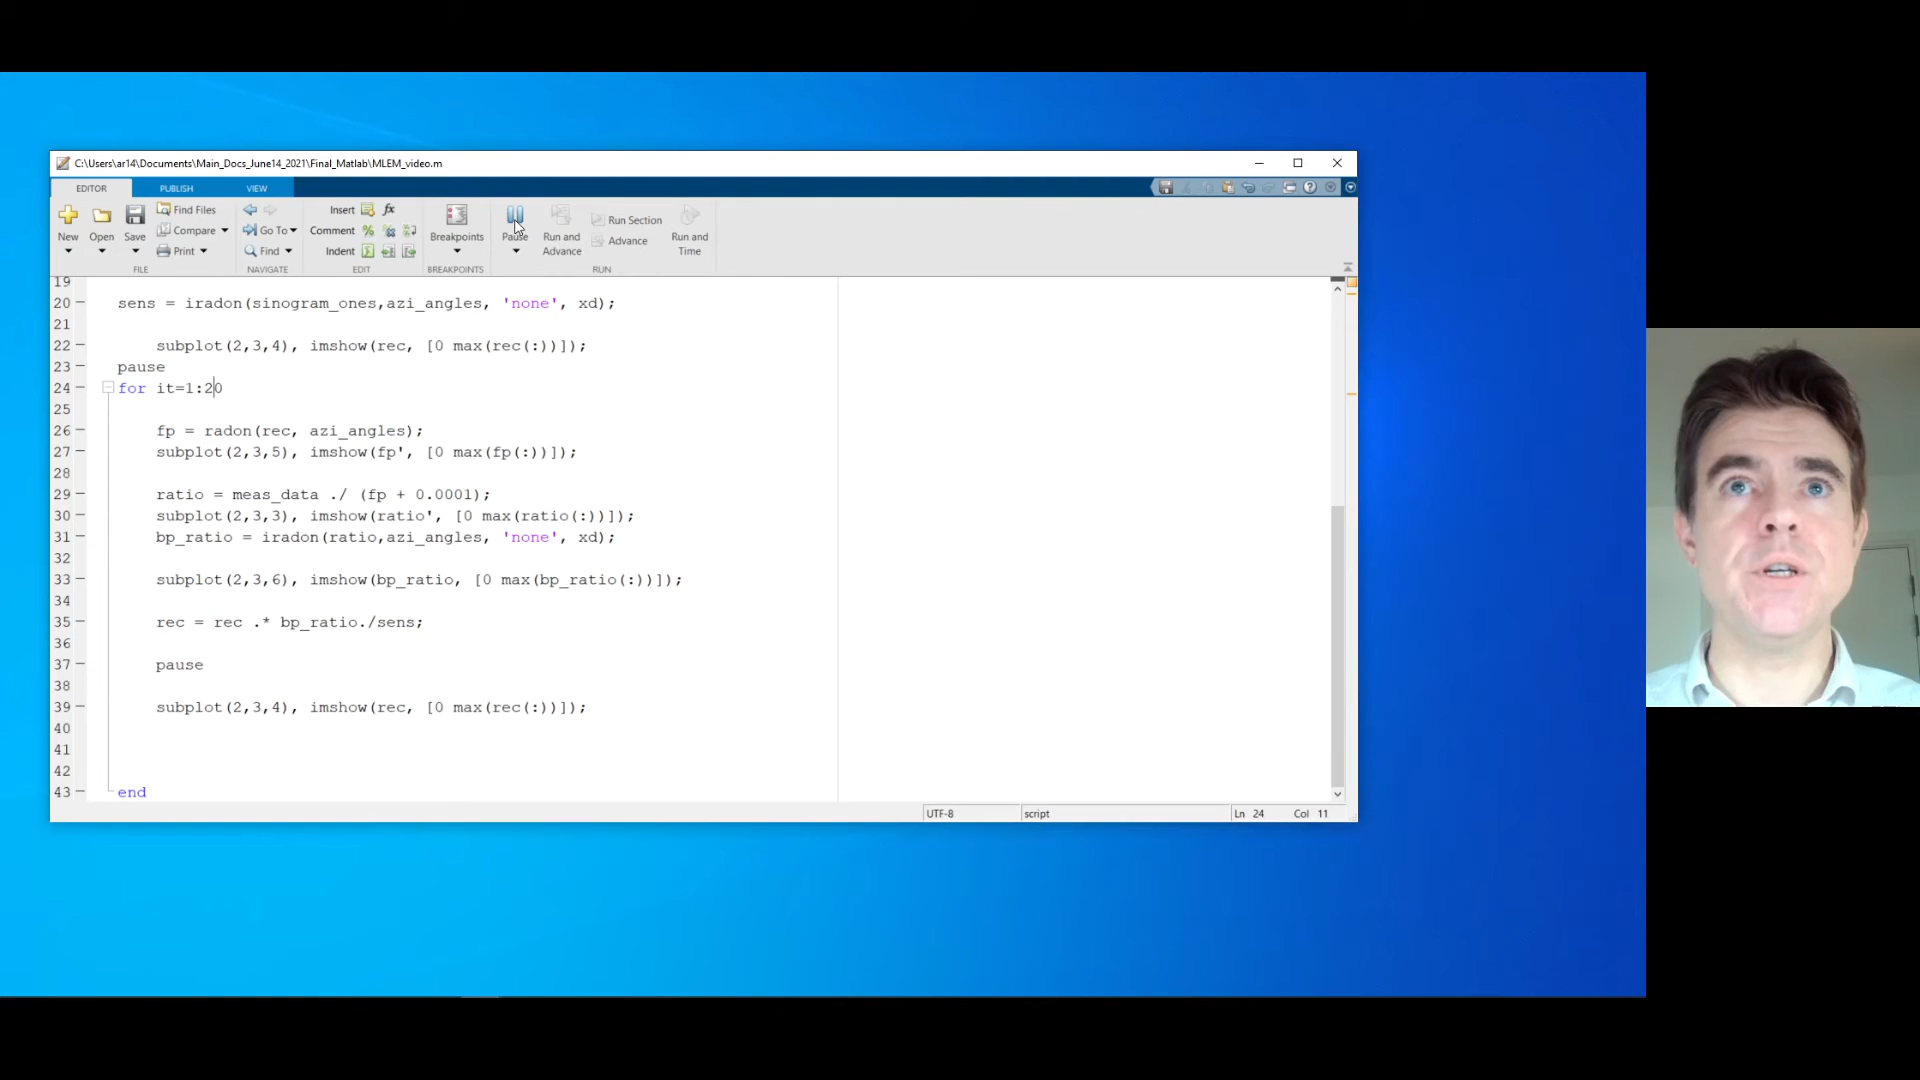 C:\Users\ar14\Documents\Main_Docs_June14_2021\Final_Matlab\MLEM_video.m
EDITOR PUBLISH VIEW
New Open Save Find Files Compare Print
FILE
Go To Find
NAVIGATE
Insert fx
Comment
Indent
EDIT
Breakpoints
BREAKPOINTS
Pause Run and Advance Run Section Advance Run and Time
RUN
19
20 sens = iradon(sinogram_ones,azi_angles, 'none', xd);
21
22 subplot(2,3,4), imshow(rec, [0 max(rec(:))]);
23 pause
24 for it=1:20
25
26 fp = radon(rec, azi_angles);
27 subplot(2,3,5), imshow(fp', [0 max(fp(:))]);
28
29 ratio = meas_data ./ (fp + 0.0001);
30 subplot(2,3,3), imshow(ratio', [0 max(ratio(:))]);
31 bp_ratio = iradon(ratio,azi_angles, 'none', xd);
32
33 subplot(2,3,6), imshow(bp_ratio, [0 max(bp_ratio(:))]);
34
35 rec = rec .* bp_ratio./sens;
36
37 pause
38
39 subplot(2,3,4), imshow(rec, [0 max(rec(:))]);
40
41
42
43 end
UTF-8 script Ln 24 Col 11